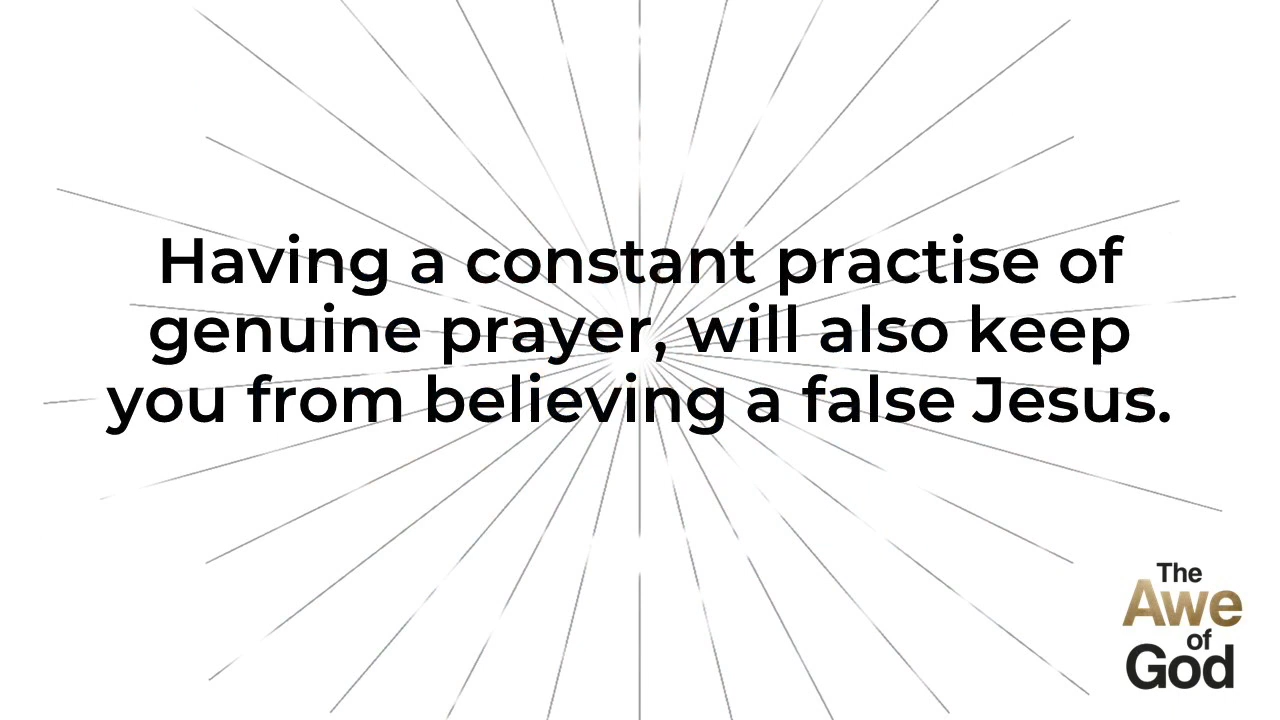 Having a constant practise of
genuine prayer, will also keep
you from believing a false Jesus.
The
Awe
of
God